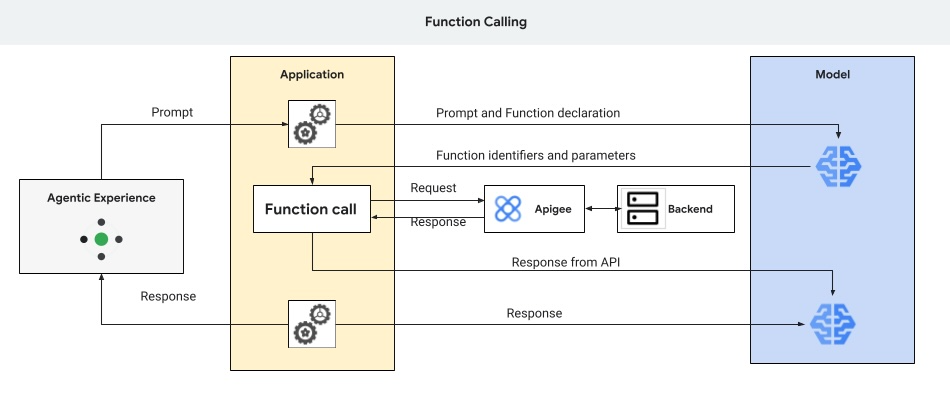 Function Calling
Application
Model
Prompt
Prompt and Function declaration
Function identifiers and parameters
Agentic Experience
Function call
Request
Response
Apigee
Backend
Response from API
Response
Response